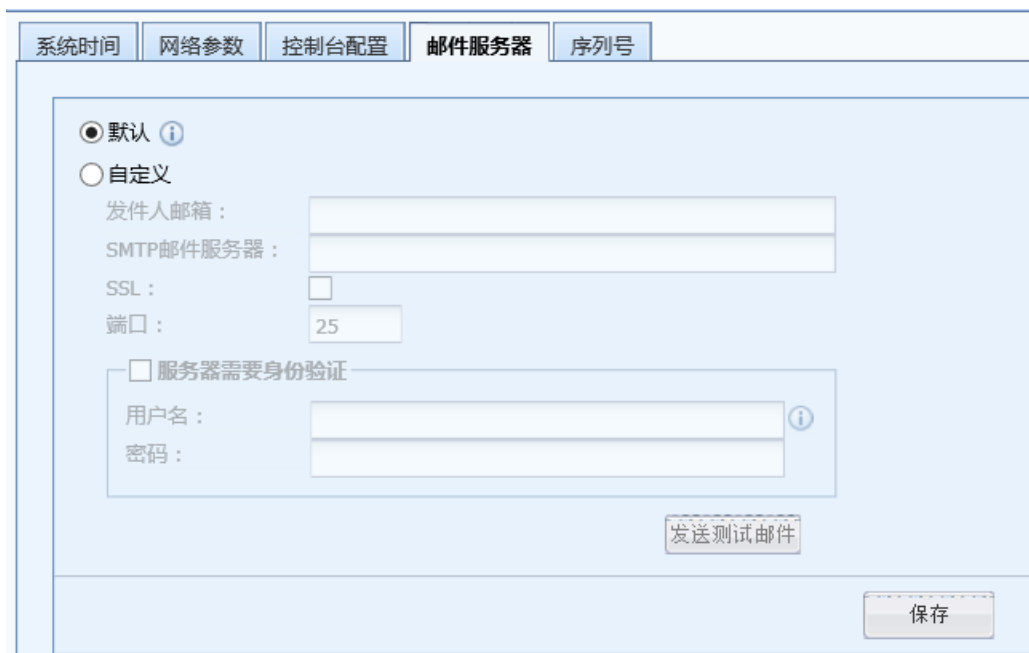 系统时间 网络参数 控制台配置 邮件服务器 序列号
默认
自定义
发件人邮箱：
SMTP邮件服务器：
SSL：
端口： 25
服务器需要身份验证
用户名：
密码：
发送测试邮件
保存